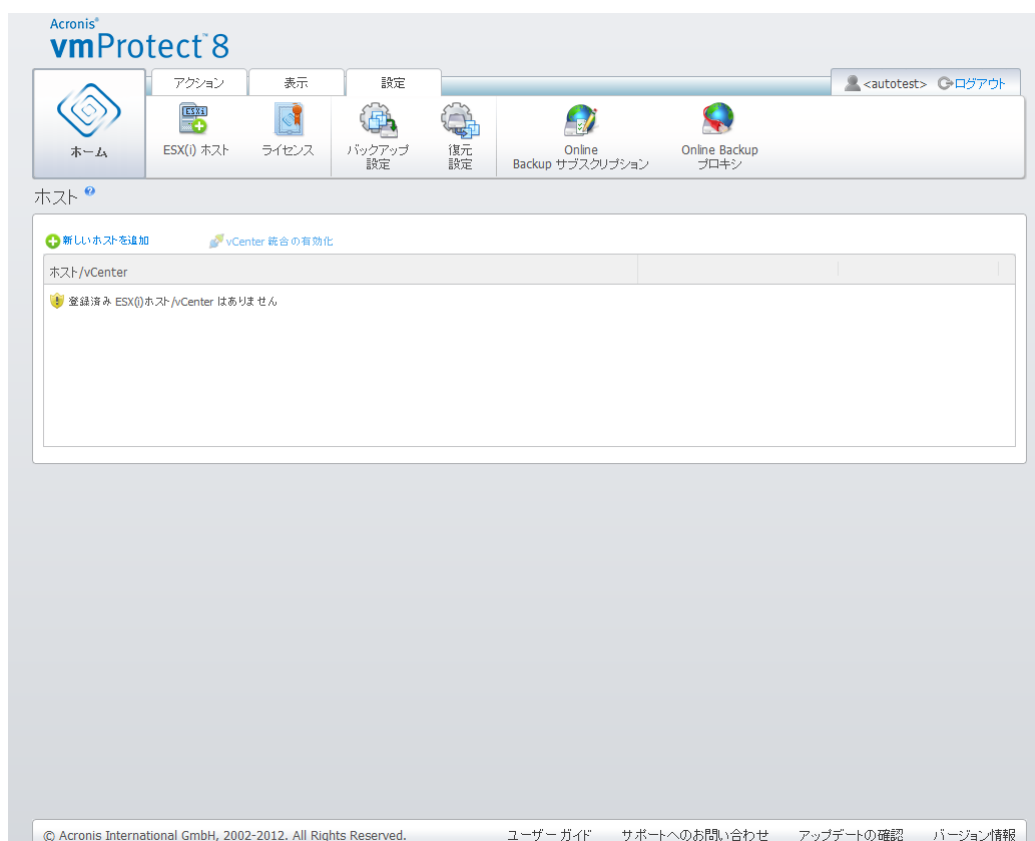 Acronis®
vmProtect™8
アクション 表示 設定 <autotest> ログアウト
ホーム
ESX(i) ホスト
ライセンス
バックアップ
設定
復元
設定
Online
Backup サブスクリプション
Online Backup
プロキシ
ホスト ?
新しいホストを追加 vCenter 統合の有効化
ホスト/vCenter
登録済み ESX(i)ホスト/vCenter はありません
© Acronis International GmbH, 2002-2012. All Rights Reserved. ユーザー ガイド サポートへのお問い合わせ アップデートの確認 バージョン情報